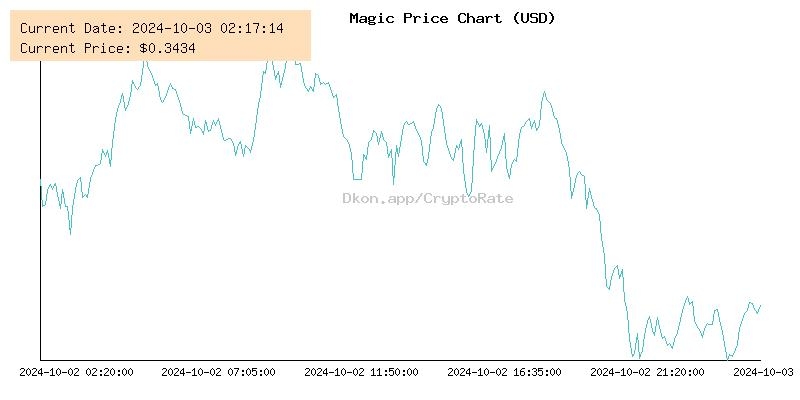 Magic Price Chart (USD)
Current Date: 2024-10-03 02:17:14
Current Price: $0.3434
Dkon.app/CryptoRate
2024-10-02 02:20:00 2024-10-02 07:05:00 2024-10-02 11:50:00 2024-10-02 16:35:00 2024-10-02 21:20:00 2024-10-03